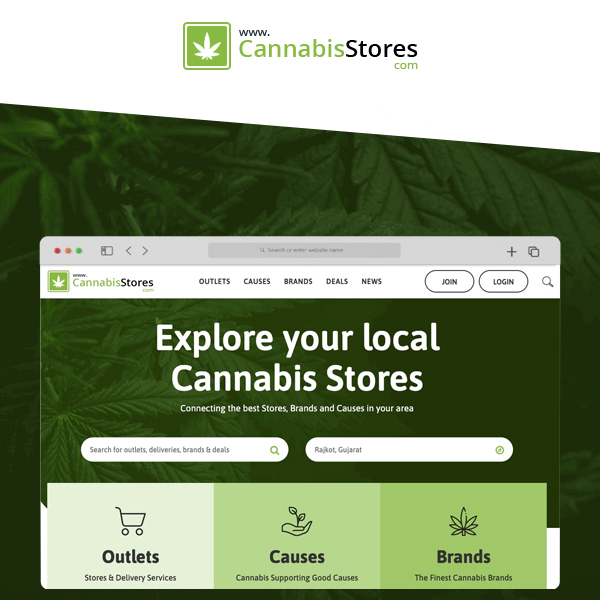 www.
CannabisStores
com
Search or enter website name
www.
CannabisStores
com
OUTLETS CAUSES BRANDS DEALS NEWS JOIN LOGIN
Explore your local
Cannabis Stores
Connecting the best Stores, Brands and Causes in your area
Search for outlets, deliveries, brands & deals Rajkot, Gujarat
Outlets Causes Brands
Stores & Delivery Services Cannabis Supporting Good Causes The Finest Cannabis Brands